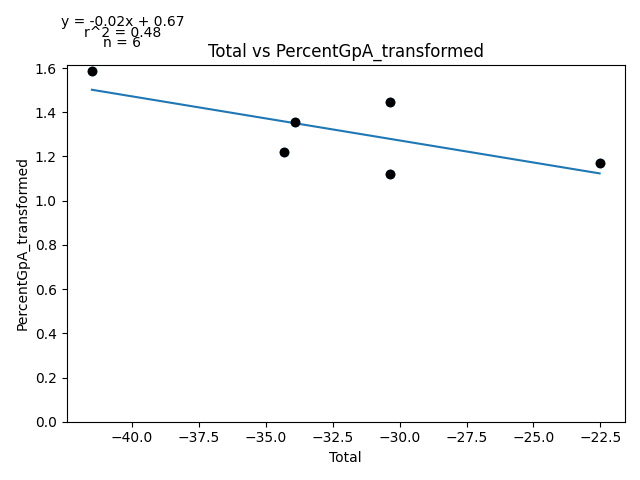 y = -0.02x + 0.67
r^2 = 0.48
n = 6
Total vs PercentGpA_transformed
1.6
1.4
1.2
1.0
0.8
0.6
0.4
0.2
0.0
PercentGpA_transformed
−40.0 −37.5 −35.0 −32.5 −30.0 −27.5 −25.0 −22.5
Total